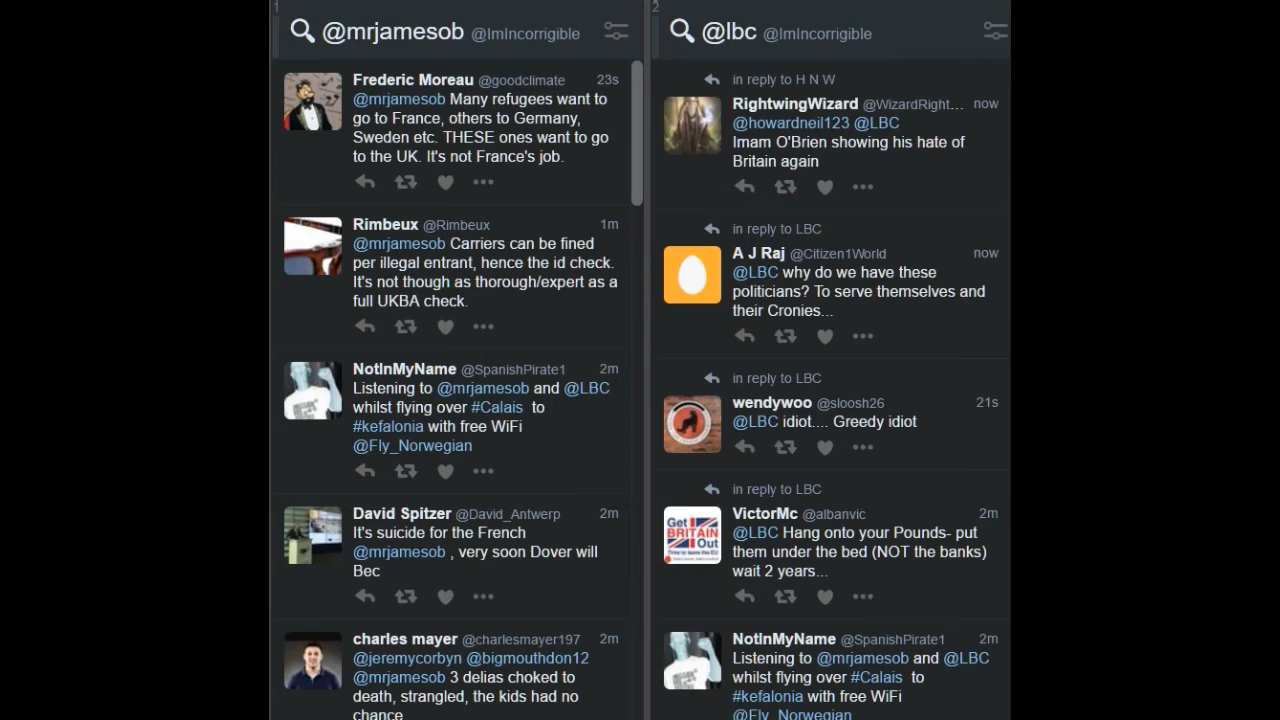 1
@mrjamesob @ImIncorrigible
Frederic Moreau @goodclimate 23s
@mrjamesob Many refugees want to
go to France, others to Germany,
Sweden etc. THESE ones want to go
to the UK. It's not France's job.
Rimbeux @Rimbeux 1m
@mrjamesob Carriers can be fined
per illegal entrant, hence the id check.
It's not though as thorough/expert as a
full UKBA check.
NotInMyName @SpanishPirate1 2m
Listening to @mrjamesob and @LBC
whilst flying over #Calais to
#kefalonia with free WiFi
@Fly_Norwegian
David Spitzer @David_Antwerp 2m
It's suicide for the French
@mrjamesob , very soon Dover will
Bec
charles mayer @charlesmayer197 2m
@jeremycorbyn @bigmouthdon12
@mrjamesob 3 delias choked to
death, strangled, the kids had no
chance
2
@lbc @ImIncorrigible
in reply to H N W
RightwingWizard @WizardRight... now
@howardneil123 @LBC
Imam O'Brien showing his hate of
Britain again
in reply to LBC
A J Raj @Citizen1World now
@LBC why do we have these
politicians? To serve themselves and
their Cronies...
in reply to LBC
wendywoo @sloosh26 21s
@LBC idiot.... Greedy idiot
in reply to LBC
VictorMc @albanvic 2m
Get
BRITAIN
Out
@LBC Hang onto your Pounds- put
them under the bed (NOT the banks)
wait 2 years...
NotInMyName @SpanishPirate1 2m
Listening to @mrjamesob and @LBC
whilst flying over #Calais to
#kefalonia with free WiFi
@Fly_Norwegian